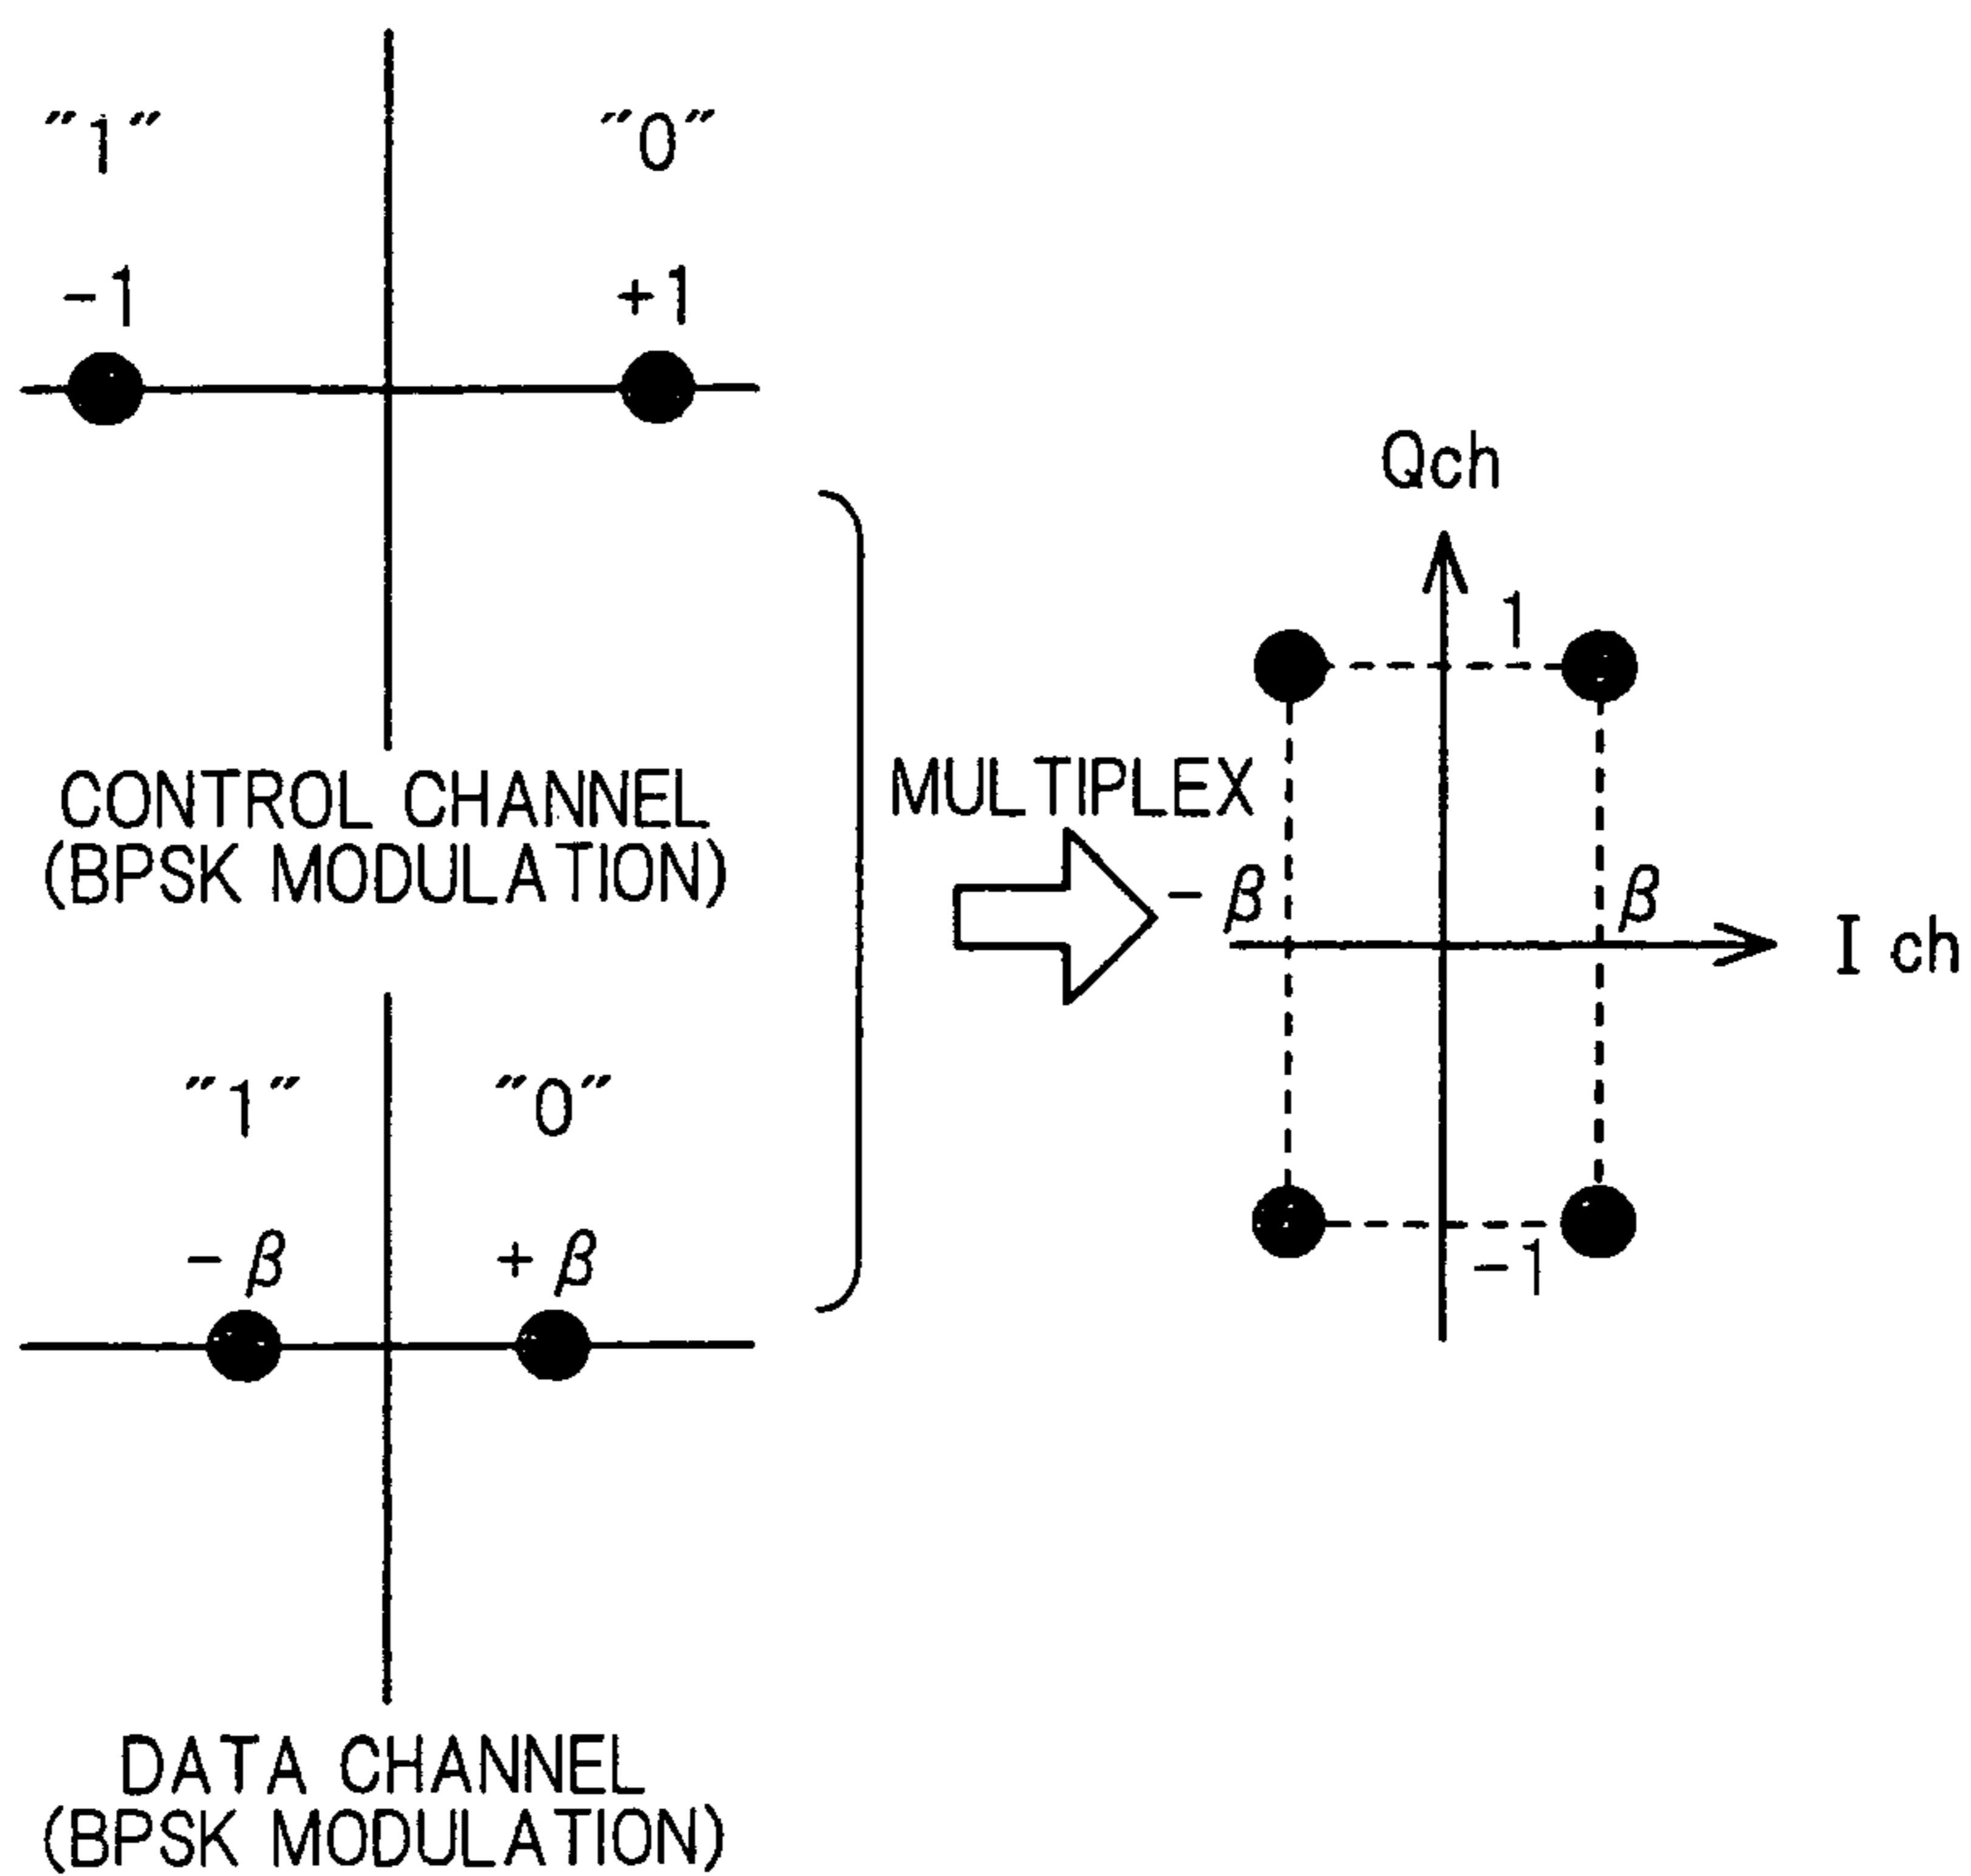 "1" "0"
-1 +1
CONTROL CHANNEL
(BPSK MODULATION)
"1" "0"
-β +β
DATA CHANNEL
(BPSK MODULATION)
MULTIPLEX
Qch
1
-β β
I ch
-1